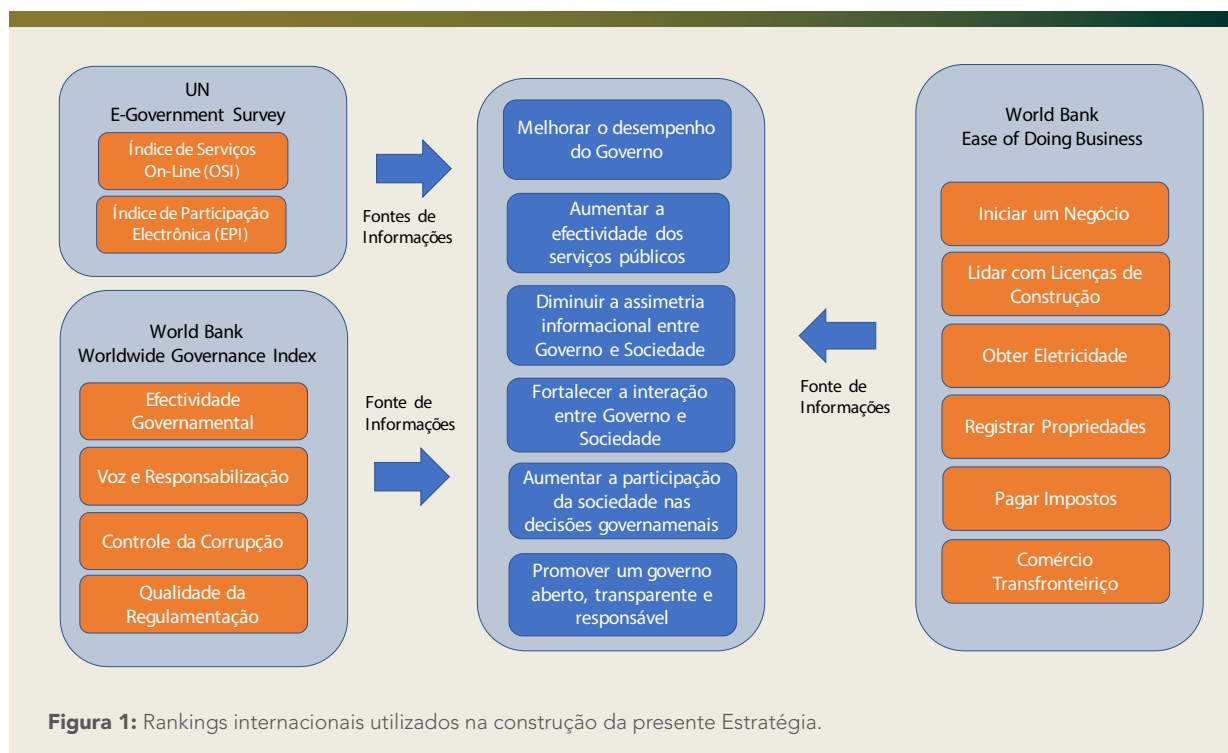 UN
E-Government Survey
Índice de Serviços
On-Line (OSI)
Índice de Participação
Electrônica (EPI)
World Bank
Worldwide Governance Index
Efectividade
Governamental
Voz e Responsabilização
Controle da Corrupção
Qualidade da
Regulamentação
Fontes de
Informações
Fonte de
Informações
Melhorar o desempenho
do Governo
Aumentar a
efectividade dos
serviços públicos
Diminuir a assimetria
informacional entre
Governo e Sociedade
Fortalecer a interação
entre Governo e
Sociedade
Aumentar a participação
da sociedade nas
decisões governamenais
Promover um governo
aberto, transparente e
responsável
Fonte de
Informações
World Bank
Ease of Doing Business
Iniciar um Negócio
Lidar com Licenças de
Construção
Obter Eletricidade
Registrar Propriedades
Pagar Impostos
Comércio
Transfronteiriço
Figura 1: Rankings internacionais utilizados na construção da presente Estratégia.